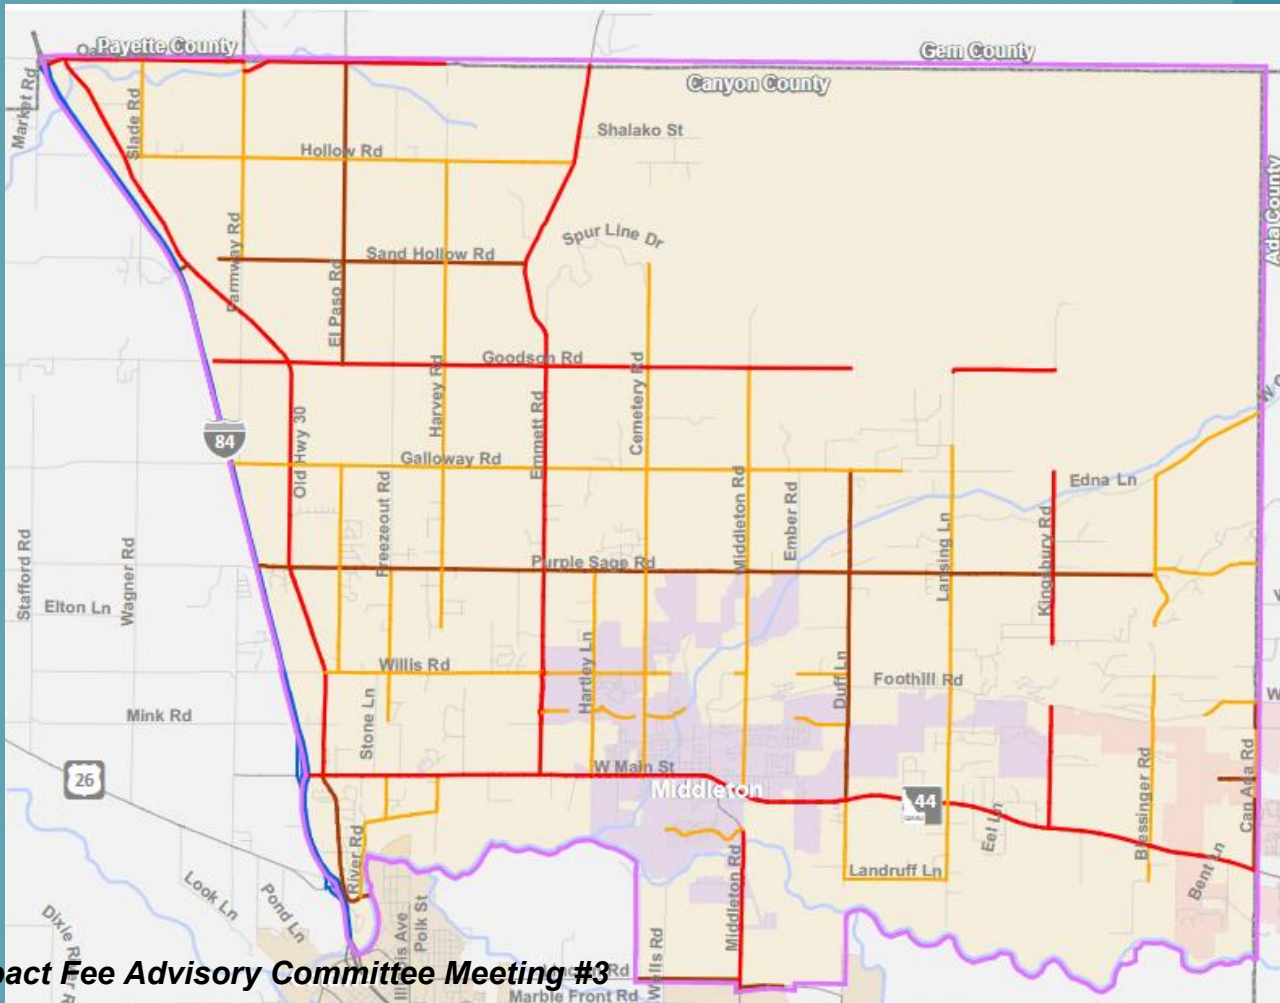 Payette County
Gem County
Canyon County
Market Rd
Slade Rd
Shalako St
Hollow Rd
Ada County
Farmway Rd
Spur Line Dr
Sand Hollow Rd
El Paso Rd
Goodson Rd
Harvey Rd
Emmett Rd
Cemetery Rd
84
Old Hwy 30
Galloway Rd
Freezeout Rd
Middleton Rd
Ember Rd
Edna Ln
Lansing Ln
Kingsbury Rd
Stafford Rd
Wagner Rd
Purple Sage Rd
Elton Ln
Hartley Ln
Willis Rd
Duff Ln
Foothill Rd
Mink Rd
Stone Ln
26
W Main St
Middleton
44
Eel Ln
Blessinger Rd
Can Ada Rd
River Rd
Landruff Ln
Bent Ln
Look Ln
Pond Ln
Polk St
Middleton Rd
Wells Rd
pact Fee Advisory Committee Meeting #3
Marble Front Rd